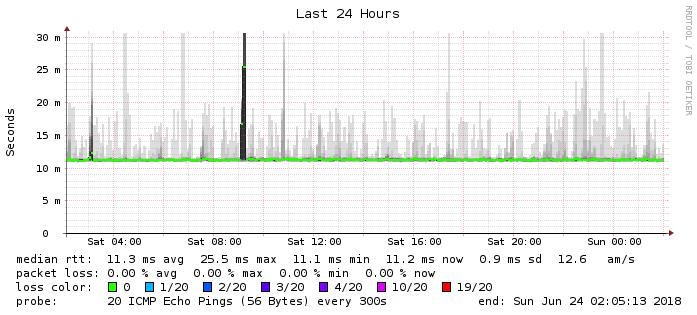 Last 24 Hours
RRDTOOL / TOBI OETIKER
Seconds
30 m
25 m
20 m
15 m
10 m
5 m
0
Sat 04:00 Sat 08:00 Sat 12:00 Sat 16:00 Sat 20:00 Sun 00:00
median rtt: 11.3 ms avg 25.5 ms max 11.1 ms min 11.2 ms now 0.9 ms sd 12.6 am/s
packet loss: 0.00 % avg 0.00 % max 0.00 % min 0.00 % now
loss color: 0 1/20 2/20 3/20 4/20 10/20 19/20
probe: 20 ICMP Echo Pings (56 Bytes) every 300s end: Sun Jun 24 02:05:13 2018